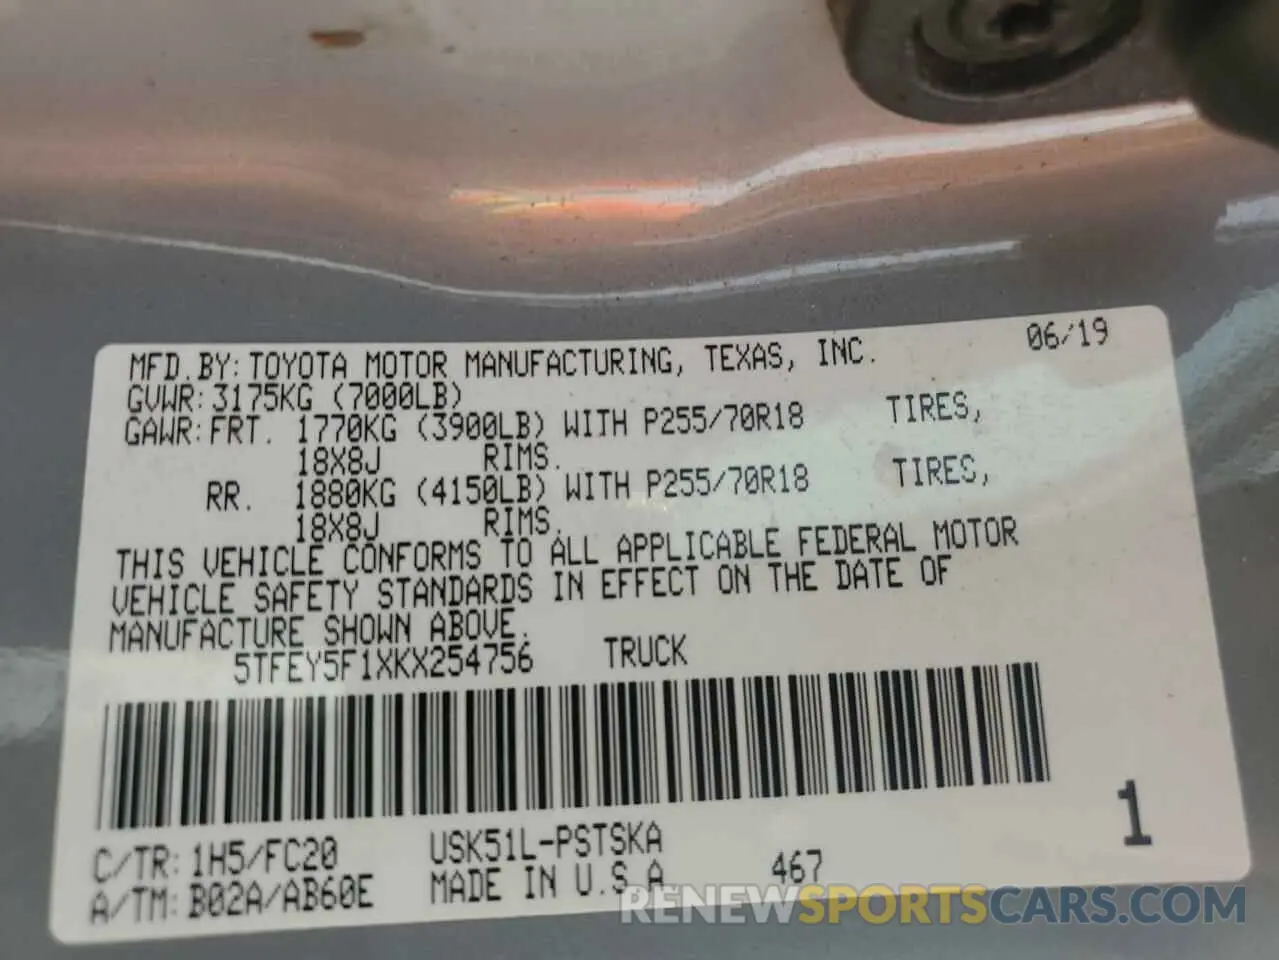 MFD.BY:TOYOTA MOTOR MANUFACTURING, TEXAS, INC. 06/19
GVWR:3175KG (7000LB)
GAWR:FRT. 1770KG (3900LB) WITH P255/70R18 TIRES,
18X8J RIMS.
RR. 1880KG (4150LB) WITH P255/70R18 TIRES,
18X8J RIMS.
THIS VEHICLE CONFORMS TO ALL APPLICABLE FEDERAL MOTOR
VEHICLE SAFETY STANDARDS IN EFFECT ON THE DATE OF
MANUFACTURE SHOWN ABOVE.
5TFEY5F1XKX254756 TRUCK
1
C/TR:1H5/FC20 USK51L-PSTSKA
A/TM:B02A/AB60E MADE IN U.S.A 467
RENEWSPORTSCARS.COM